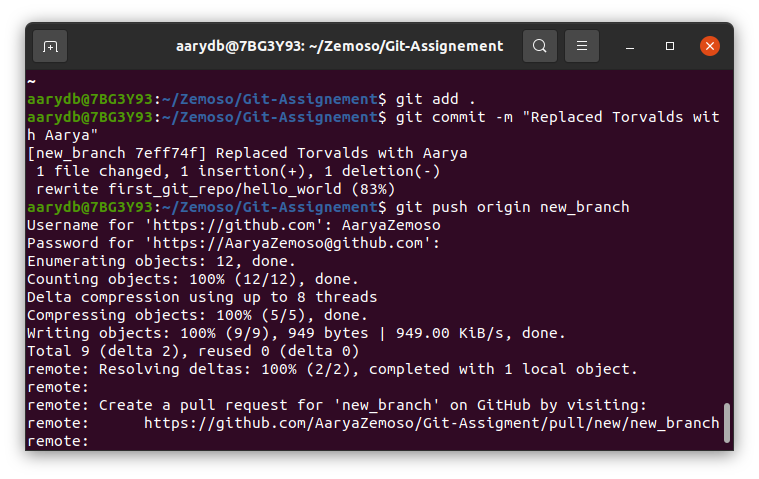 aarydb@7BG3Y93: ~/Zemoso/Git-Assignement
~
aarydb@7BG3Y93:~/Zemoso/Git-Assignement$ git add .
aarydb@7BG3Y93:~/Zemoso/Git-Assignement$ git commit -m "Replaced Torvalds wit
h Aarya"
[new_branch 7eff74f] Replaced Torvalds with Aarya
 1 file changed, 1 insertion(+), 1 deletion(-)
 rewrite first_git_repo/hello_world (83%)
aarydb@7BG3Y93:~/Zemoso/Git-Assignement$ git push origin new_branch
Username for 'https://github.com': AaryaZemoso
Password for 'https://AaryaZemoso@github.com':
Enumerating objects: 12, done.
Counting objects: 100% (12/12), done.
Delta compression using up to 8 threads
Compressing objects: 100% (5/5), done.
Writing objects: 100% (9/9), 949 bytes | 949.00 KiB/s, done.
Total 9 (delta 2), reused 0 (delta 0)
remote: Resolving deltas: 100% (2/2), completed with 1 local object.
remote:
remote: Create a pull request for 'new_branch' on GitHub by visiting:
remote:      https://github.com/AaryaZemoso/Git-Assigment/pull/new/new_branch
remote: